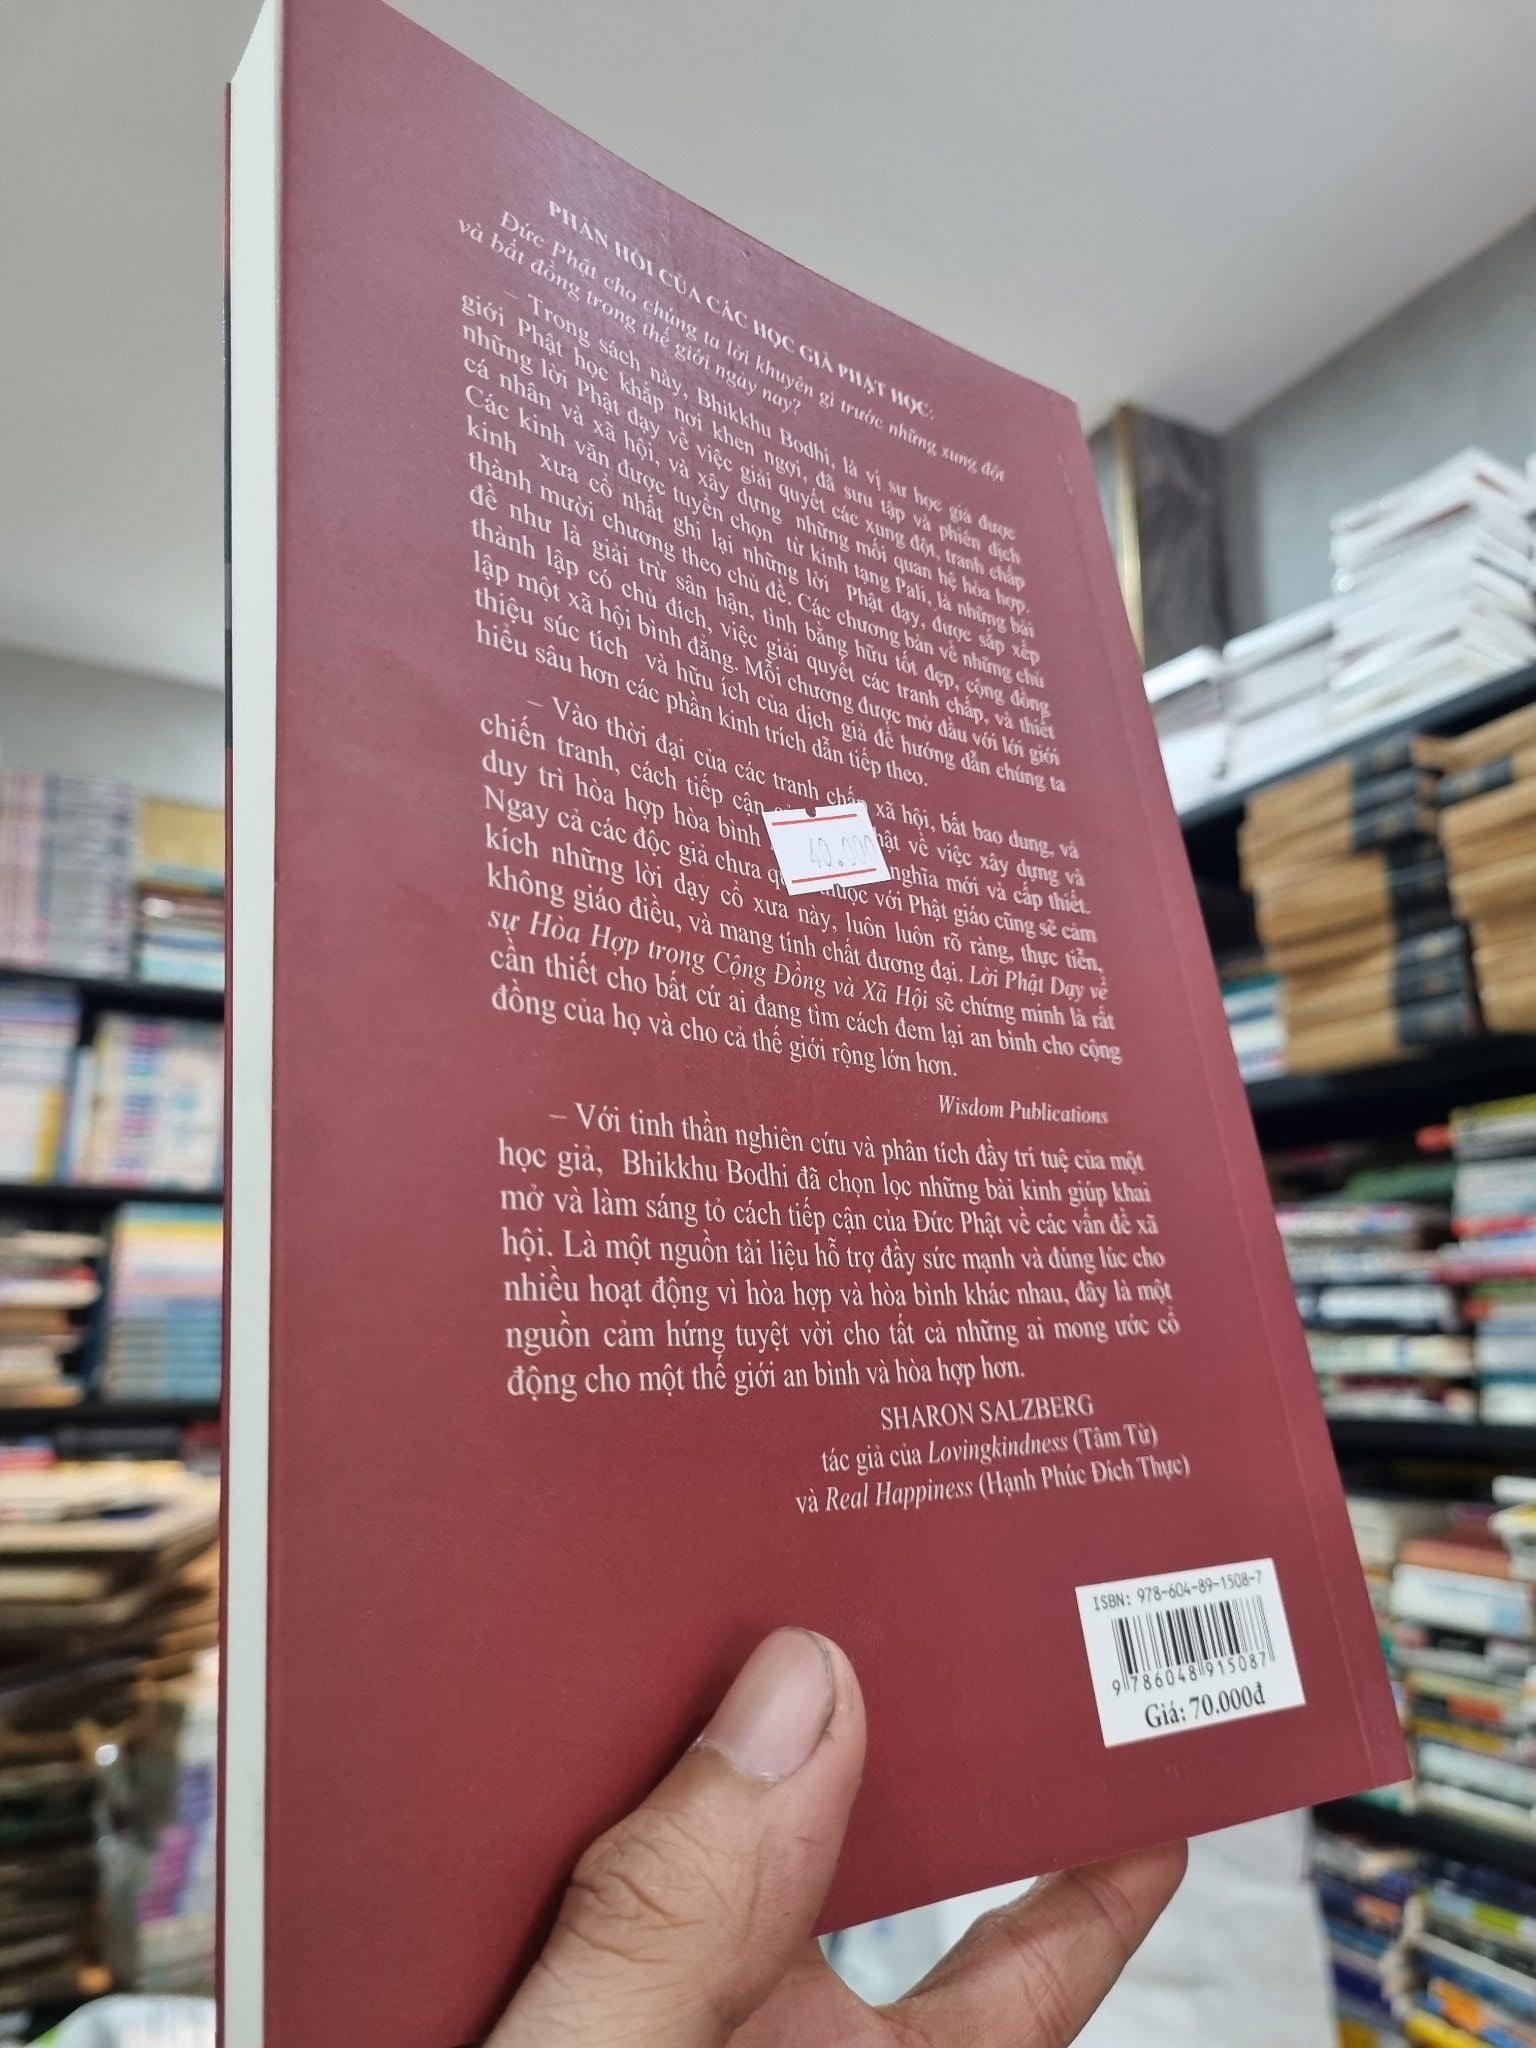 PHẢN HỒI CỦA CÁC HỌC GIẢ PHẬT HỌC:
Đức Phật cho chúng ta lời khuyên gì trước những xung đột
và bất đồng trong thế giới ngày nay?
– Trong sách này, Bhikkhu Bodhi, là vị sư học giả được
giới Phật học khắp nơi khen ngợi, đã sưu tập và phiên dịch
những lời Phật dạy về việc giải quyết các xung đột, tranh chấp
cá nhân và xã hội, và xây dựng những mối quan hệ hòa hợp.
Các kinh văn được tuyển chọn từ kinh tạng Pali, là những bài
kinh xưa cổ nhất ghi lại những lời Phật dạy, được sắp xếp
thành mười chương theo chủ đề. Các chương bàn về những chủ
đề như là giải trừ sân hận, tình bằng hữu tốt đẹp, cộng đồng
thành lập có chủ đích, việc giải quyết các tranh chấp, và thiết
lập một xã hội bình đẳng. Mỗi chương được mở đầu với lời giới
thiệu súc tích và hữu ích của dịch giả để hướng dẫn chúng ta
hiểu sâu hơn các phần kinh trích dẫn tiếp theo.
– Vào thời đại của các tranh chấp xã hội, bất bao dung, và
chiến tranh, cách tiếp cận của về việc xây dựng và
duy trì hòa hợp hòa bình nghĩa mới và cấp thiết.
Ngay cả các độc giả chưa với Phật giáo cũng sẽ cảm
kích những lời dạy cổ xưa này, luôn luôn rõ ràng, thực tiễn,
không giáo điều, và mang tính chất đương đại. Lời Phật Dạy về
sự Hòa Hợp trong Cộng Đồng và Xã Hội sẽ chứng minh là rất
cần thiết cho bất cứ ai đang tìm cách đem lại an bình cho cộng
đồng của họ và cho cả thế giới rộng lớn hơn.
Wisdom Publications
– Với tinh thần nghiên cứu và phân tích đầy trí tuệ của một
học giả, Bhikkhu Bodhi đã chọn lọc những bài kinh giúp khai
mở và làm sáng tỏ cách tiếp cận của Đức Phật về các vấn đề xã
hội. Là một nguồn tài liệu hỗ trợ đầy sức mạnh và đúng lúc cho
nhiều hoạt động vì hòa hợp và hòa bình khác nhau, đây là một
nguồn cảm hứng tuyệt vời cho tất cả những ai mong ước cổ
động cho một thế giới an bình và hòa hợp hơn.
SHARON SALZBERG
tác giả của Lovingkindness (Tâm Từ)
và Real Happiness (Hạnh Phúc Đích Thực)
40.000
ISBN: 978-604-89-1508-7
9 786048 915087
Giá: 70.000đ